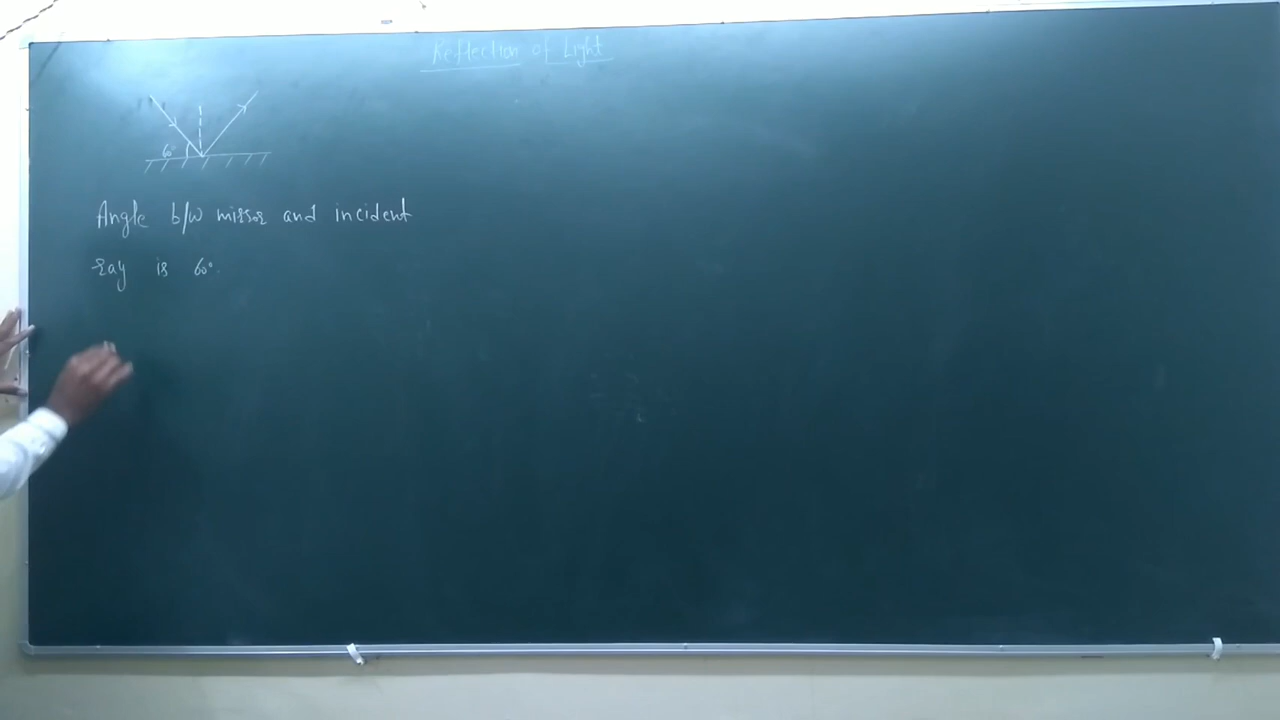 Reflection of Light
60°
Angle b/w mirror and incident
ray is 60°.